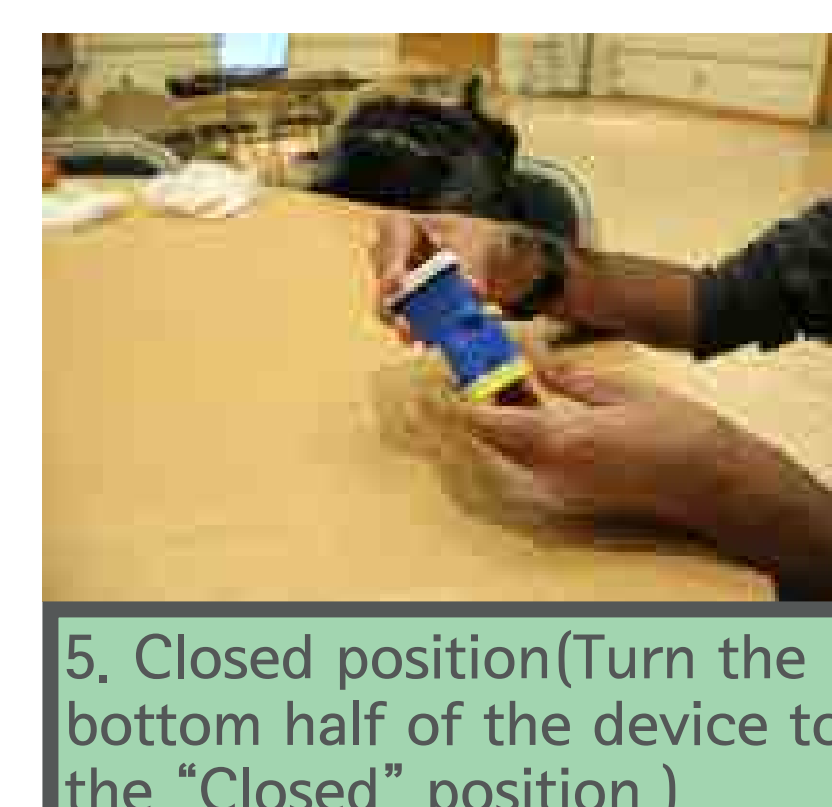 5. Closed position(Turn the
bottom half of the device to
the “Closed” position.)